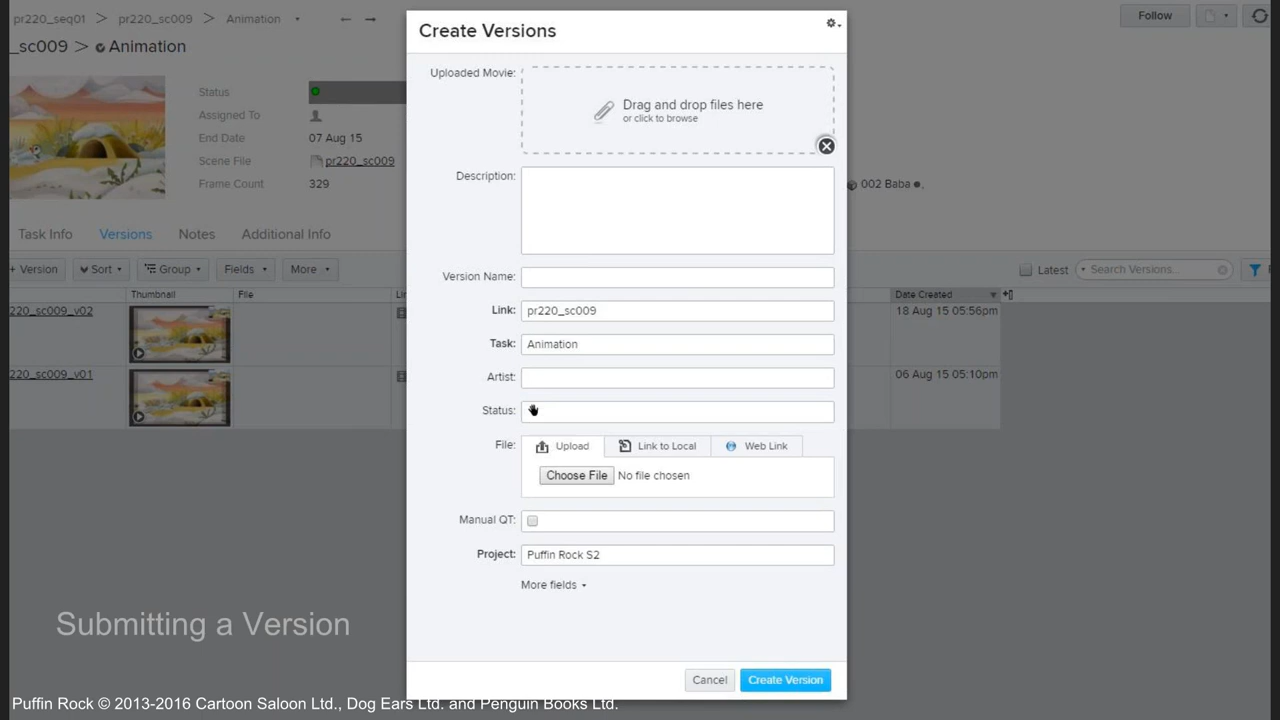 pr220_seq01 > pr220_sc009 > Animation
_sc009 > Animation
Status
Assigned To
End Date 07 Aug 15
Scene File pr220_sc009
Frame Count 329
Task Info Versions Notes Additional Info
+ Version Sort Group Fields More
Thumbnail File
220_sc009_v02
220_sc009_v01
Create Versions
Uploaded Movie:
Drag and drop files here
or click to browse
Description:
Version Name:
Link: pr220_sc009
Task: Animation
Artist:
Status:
File: Upload Link to Local Web Link
Choose File No file chosen
Manual QT:
Project: Puffin Rock S2
More fields
Cancel Create Version
Follow
002 Baba ,
Latest Search Versions...
Date Created
18 Aug 15 05:56pm
06 Aug 15 05:10pm
Submitting a Version
Puffin Rock © 2013-2016 Cartoon Saloon Ltd., Dog Ears Ltd. and Penguin Books Ltd.